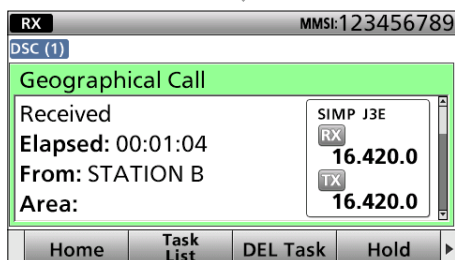 RX MMSI:123456789
DSC (1)
Geographical Call
Received
Elapsed: 00:01:04
From: STATION B
Area:
SIMP J3E
RX
16.420.0
TX
16.420.0
Home Task List DEL Task Hold